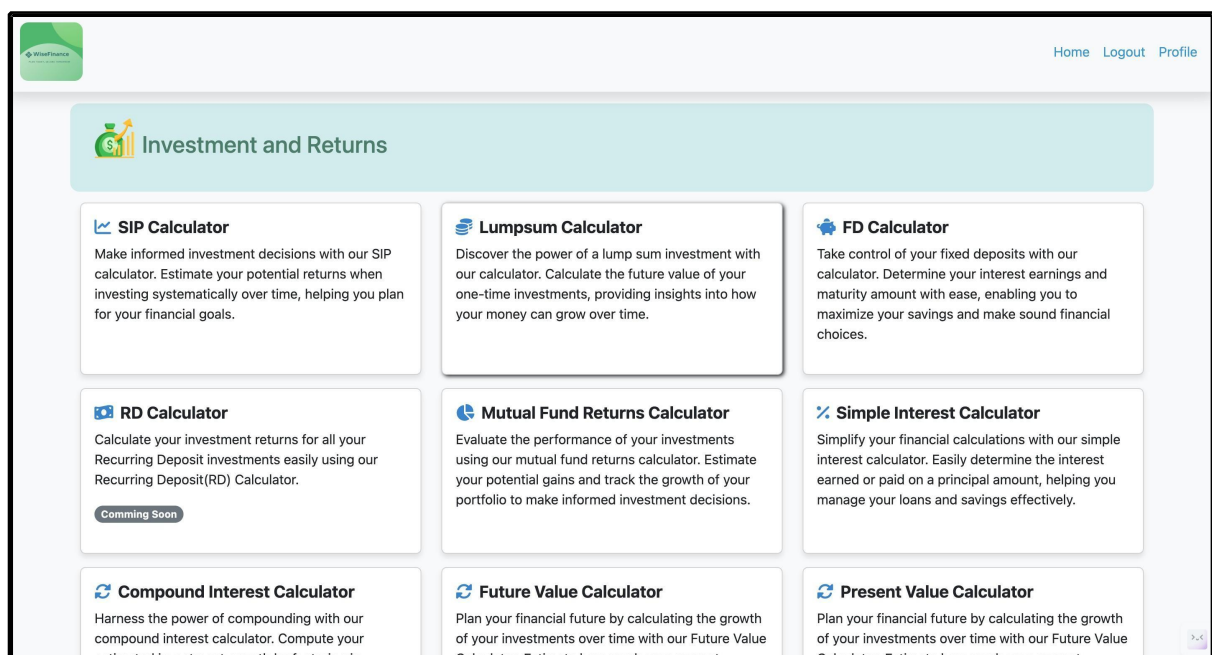 WiseFinance
Home Logout Profile
Investment and Returns
SIP Calculator
Make informed investment decisions with our SIP
calculator. Estimate your potential returns when
investing systematically over time, helping you plan
for your financial goals.
Lumpsum Calculator
Discover the power of a lump sum investment with
our calculator. Calculate the future value of your
one-time investments, providing insights into how
your money can grow over time.
FD Calculator
Take control of your fixed deposits with our
calculator. Determine your interest earnings and
maturity amount with ease, enabling you to
maximize your savings and make sound financial
choices.
RD Calculator
Calculate your investment returns for all your
Recurring Deposit investments easily using our
Recurring Deposit(RD) Calculator.
Comming Soon
Mutual Fund Returns Calculator
Evaluate the performance of your investments
using our mutual fund returns calculator. Estimate
your potential gains and track the growth of your
portfolio to make informed investment decisions.
Simple Interest Calculator
Simplify your financial calculations with our simple
interest calculator. Easily determine the interest
earned or paid on a principal amount, helping you
manage your loans and savings effectively.
Compound Interest Calculator
Harness the power of compounding with our
compound interest calculator. Compute your
Future Value Calculator
Plan your financial future by calculating the growth
of your investments over time with our Future Value
Present Value Calculator
Plan your financial future by calculating the growth
of your investments over time with our Future Value